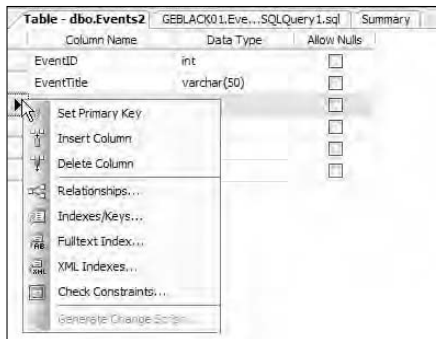 Table - dbo.Events2 GEBLACK01.Eve...SQLQuery1.sql Summary
Column Name Data Type Allow Nulls
EventID int
EventTitle varchar(50)
Set Primary Key
Insert Column
Delete Column
Relationships...
Indexes/Keys...
Fulltext Index...
XML Indexes...
Check Constraints...
Generate Change Script...